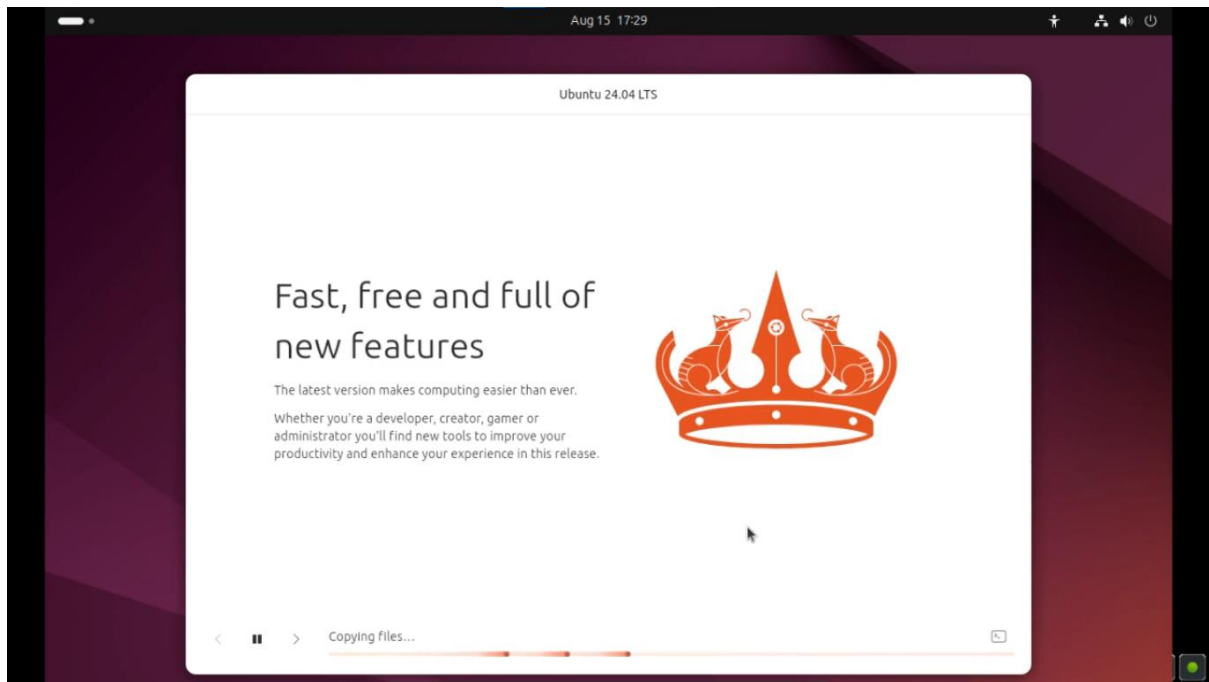 Aug 15 17:29
Ubuntu 24.04 LTS
Fast, free and full of
new features
The latest version makes computing easier than ever.
Whether you're a developer, creator, gamer or
administrator you'll find new tools to improve your
productivity and enhance your experience in this release.
Copying files...